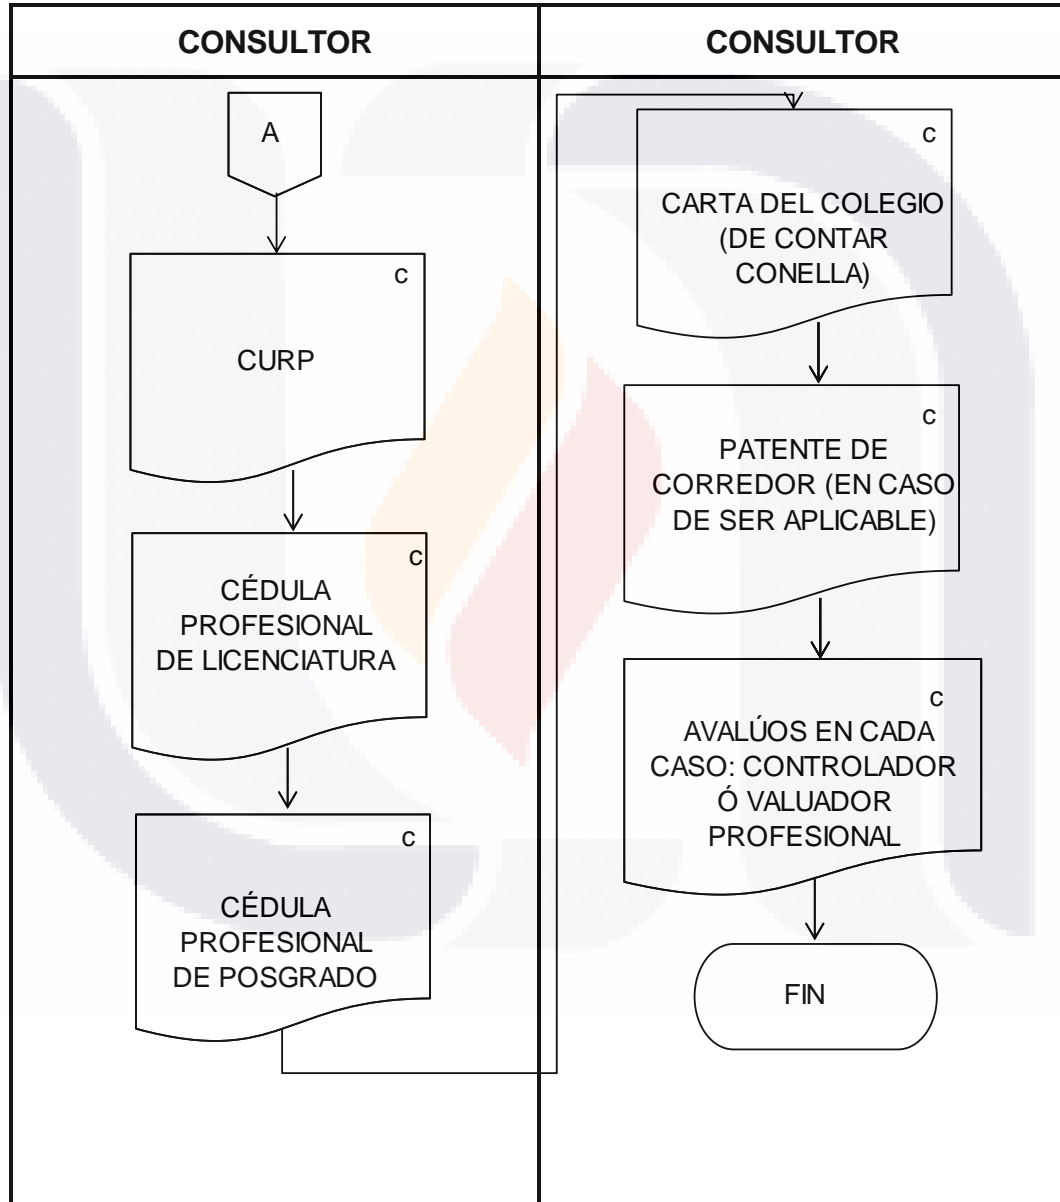 CONSULTOR
A
c
CURP
c
CÉDULA
PROFESIONAL
DE LICENCIATURA
c
CÉDULA
PROFESIONAL
DE POSGRADO
CONSULTOR
c
CARTA DEL COLEGIO
(DE CONTAR
CONELLA)
c
PATENTE DE
CORREDOR (EN CASO
DE SER APLICABLE)
c
AVALÚOS EN CADA
CASO: CONTROLADOR
Ó VALUADOR
PROFESIONAL
FIN